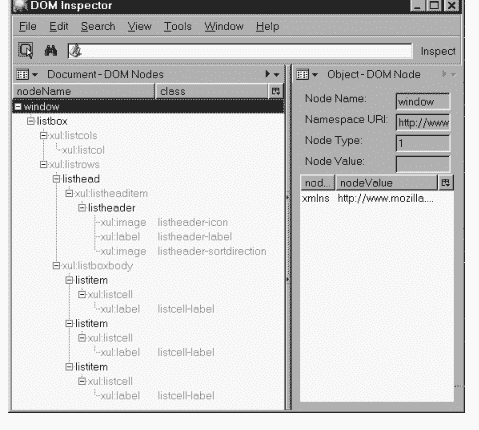 DOM Inspector
File Edit Search View Tools Window Help
Inspect
Document - DOM Nodes
nodeName class
window
listbox
xul:listcols
xul:listcol
xul:listrows
listhead
xul:listheaditem
listheader
xul:image listheader-icon
xul:label listheader-label
xul:image listheader-sortdirection
xul:listboxbody
listitem
xul:listcell
xul:label listcell-label
listitem
xul:listcell
xul:label listcell-label
listitem
xul:listcell
xul:label listcell-label
Object - DOM Node
Node Name: window
Namespace URI: http://www
Node Type: 1
Node Value:
nod... nodeValue
xmlns http://www.mozilla....